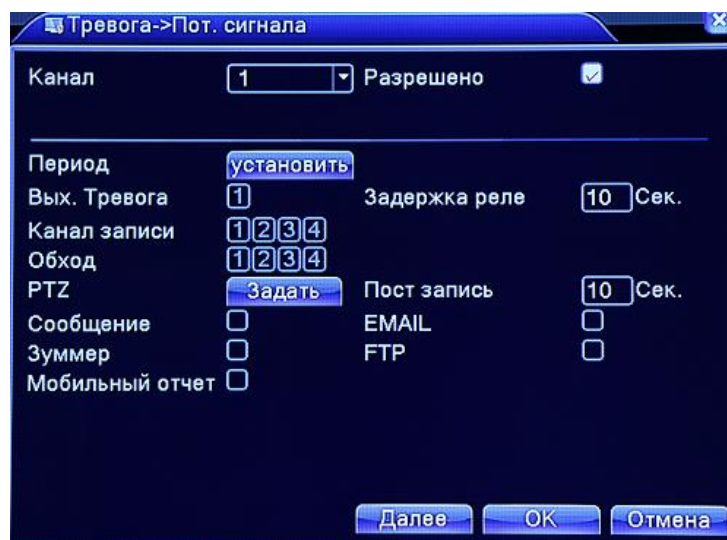 Тревога->Пот. сигнала
Канал 1 Разрешено
Период установить
Вых. Тревога 1 Задержка реле 10 Сек.
Канал записи 1 2 3 4
Обход 1 2 3 4
PTZ Задать Пост запись 10 Сек.
Сообщение EMAIL
Зуммер FTP
Мобильный отчет
Далее OK Отмена